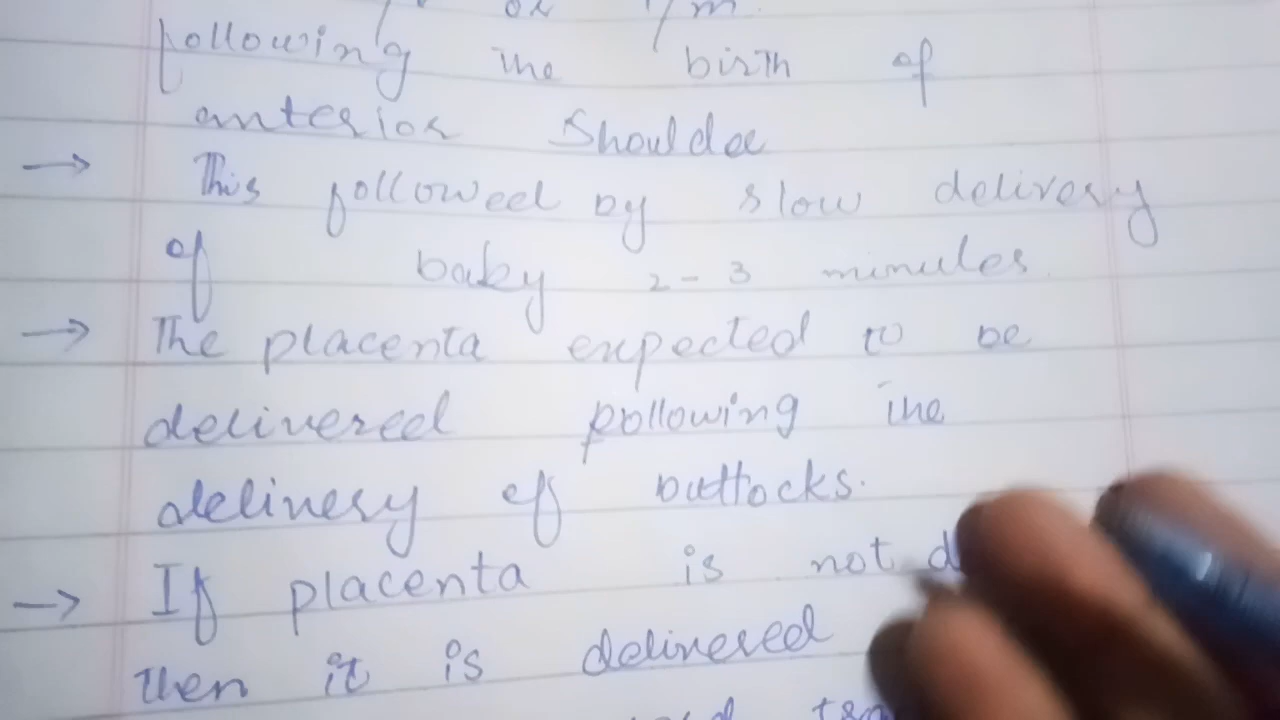 or I/m.
following the birth of
anterior Shoulder
→ This followed by slow delivery
of baby 2-3 minutes
→ The placenta expected to be
delivered following the
delivery of buttocks.
→ If placenta is not
then it is delivered